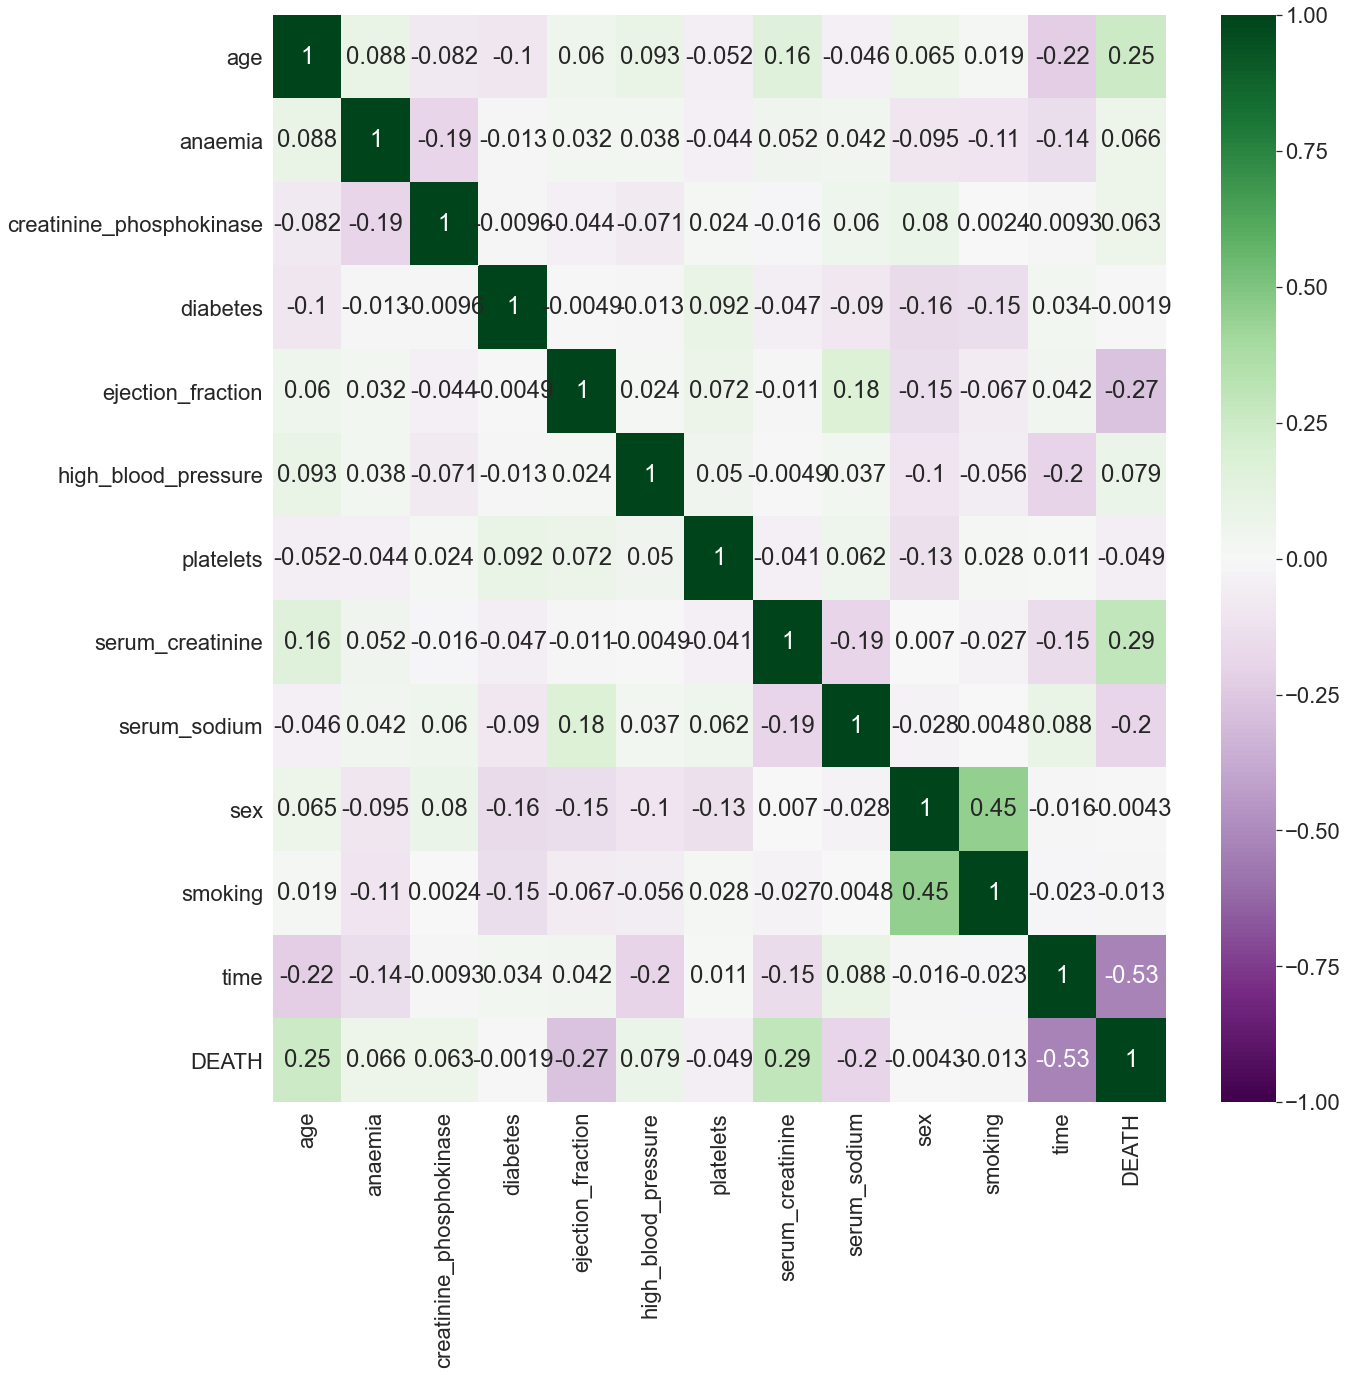 age 1 0.088 -0.082 -0.1 0.06 0.093 -0.052 0.16 -0.046 0.065 0.019 -0.22 0.25
anaemia 0.088 1 -0.19 -0.013 0.032 0.038 -0.044 0.052 0.042 -0.095 -0.11 -0.14 0.066
creatinine_phosphokinase -0.082 -0.19 1 -0.0096 -0.044 -0.071 0.024 -0.016 0.06 0.08 0.0024 -0.0093 0.063
diabetes -0.1 -0.013 -0.0096 1 -0.0049 -0.013 0.092 -0.047 -0.09 -0.16 -0.15 0.034 -0.0019
ejection_fraction 0.06 0.032 -0.044 -0.0049 1 0.024 0.072 -0.011 0.18 -0.15 -0.067 0.042 -0.27
high_blood_pressure 0.093 0.038 -0.071 -0.013 0.024 1 0.05 -0.0049 0.037 -0.1 -0.056 -0.2 0.079
platelets -0.052 -0.044 0.024 0.092 0.072 0.05 1 -0.041 0.062 -0.13 0.028 0.011 -0.049
serum_creatinine 0.16 0.052 -0.016 -0.047 -0.011 -0.0049 -0.041 1 -0.19 0.007 -0.027 -0.15 0.29
serum_sodium -0.046 0.042 0.06 -0.09 0.18 0.037 0.062 -0.19 1 -0.028 0.0048 0.088 -0.2
sex 0.065 -0.095 0.08 -0.16 -0.15 -0.1 -0.13 0.007 -0.028 1 0.45 -0.016 -0.0043
smoking 0.019 -0.11 0.0024 -0.15 -0.067 -0.056 0.028 -0.027 0.0048 0.45 1 -0.023 -0.013
time -0.22 -0.14 -0.0093 0.034 0.042 -0.2 0.011 -0.15 0.088 -0.016 -0.023 1 -0.53
DEATH 0.25 0.066 0.063 -0.0019 -0.27 0.079 -0.049 0.29 -0.2 -0.0043 -0.013 -0.53 1
age
anaemia
creatinine_phosphokinase
diabetes
ejection_fraction
high_blood_pressure
platelets
serum_creatinine
serum_sodium
sex
smoking
time
DEATH
1.00
0.75
0.50
0.25
0.00
−0.25
−0.50
−0.75
−1.00